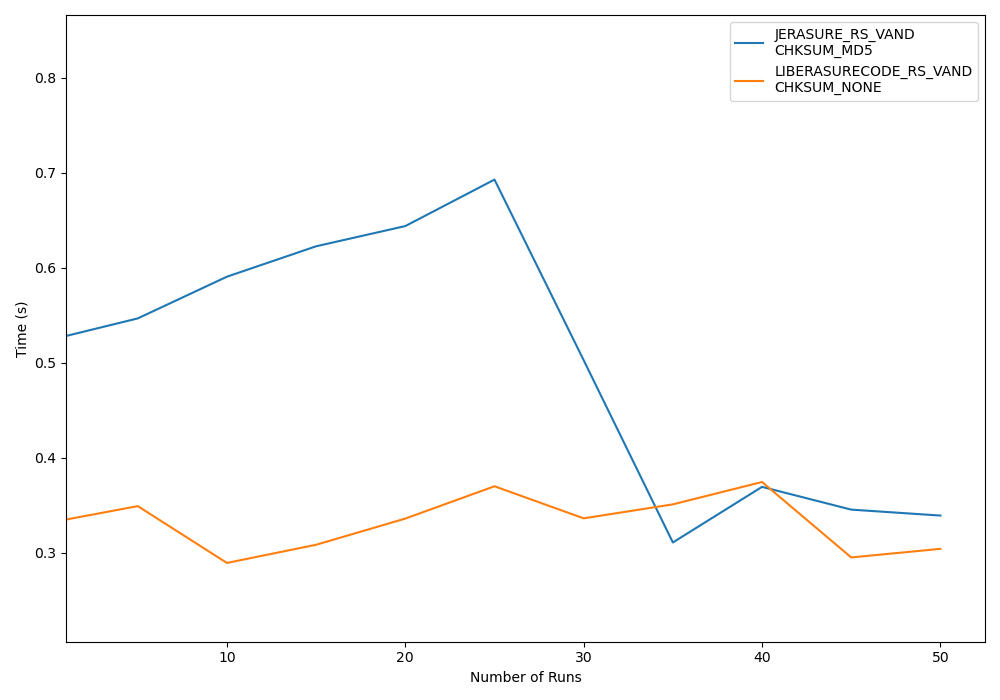 JERASURE_RS_VAND
CHKSUM_MD5
LIBERASURECODE_RS_VAND
CHKSUM_NONE
0.8
0.7
0.6
0.5
0.4
0.3
Time (s)
10 20 30 40 50
Number of Runs